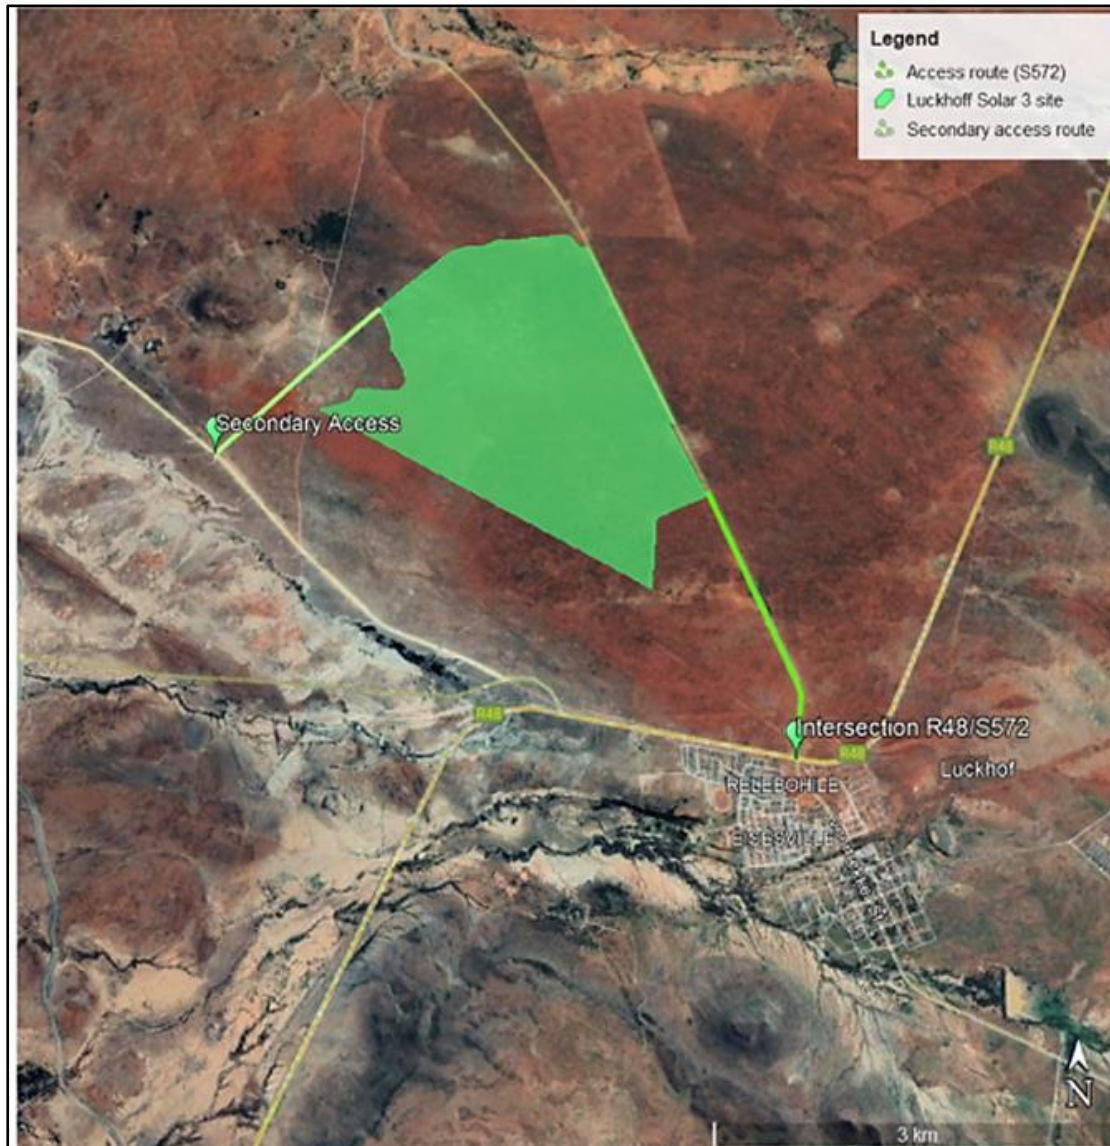 Legend
Access route (S572)
Luckhoff Solar 3 site
Secondary access route
R48
Secondary Access
R48
Intersection R48/S572
R48
Luckhof
RELEBOHILE
N
3 km